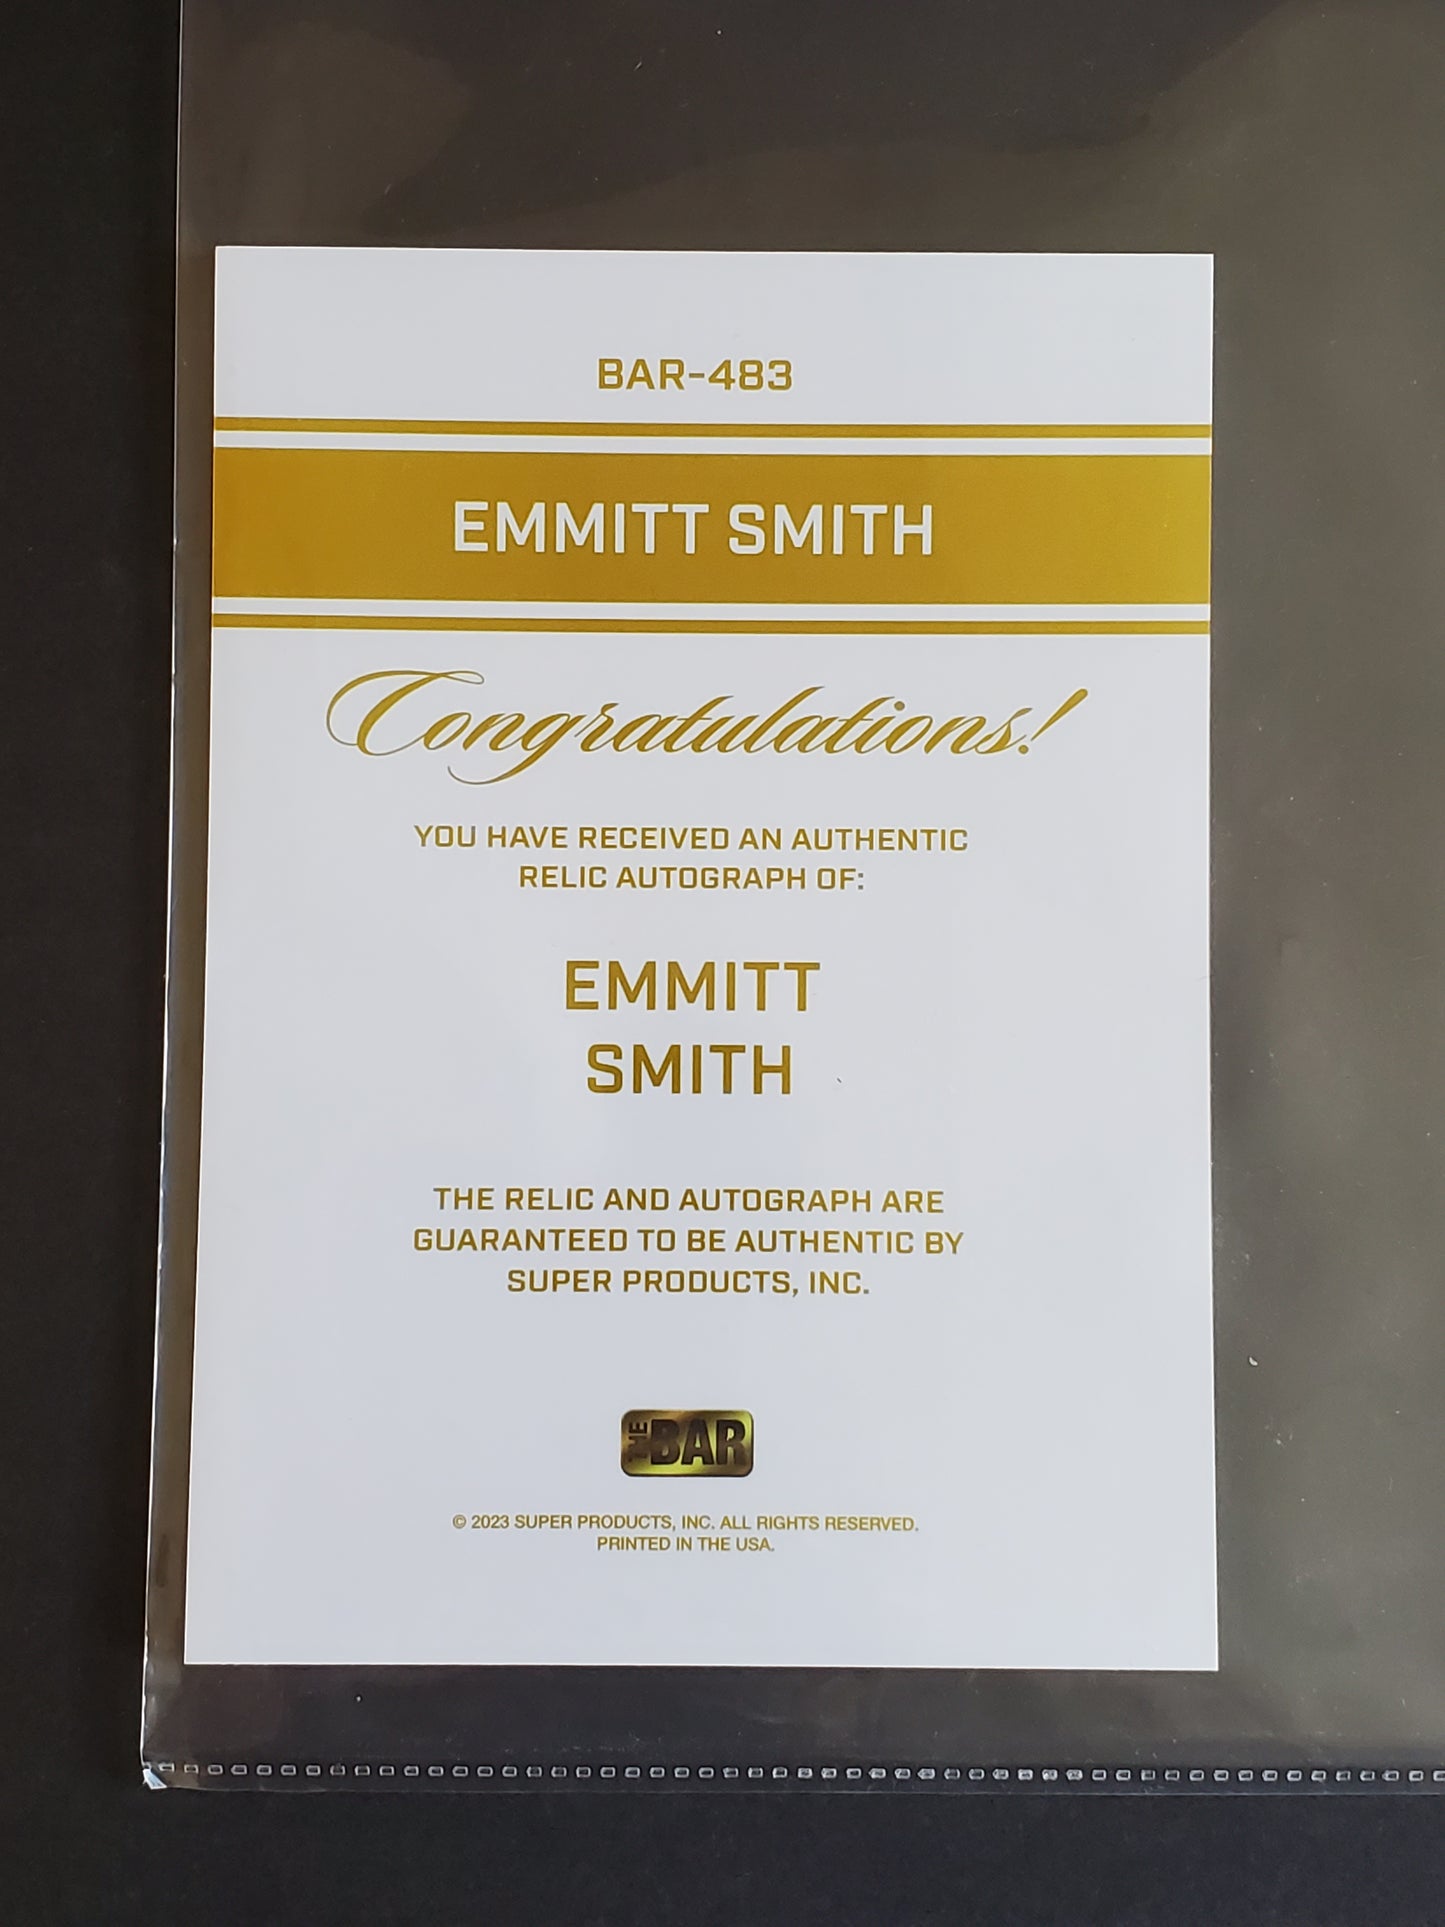 BAR-483
EMMITT SMITH
Congratulations!
YOU HAVE RECEIVED AN AUTHENTIC
RELIC AUTOGRAPH OF:
EMMITT
SMITH
THE RELIC AND AUTOGRAPH ARE
GUARANTEED TO BE AUTHENTIC BY
SUPER PRODUCTS, INC.
THE BAR
© 2023 SUPER PRODUCTS, INC. ALL RIGHTS RESERVED.
PRINTED IN THE USA.